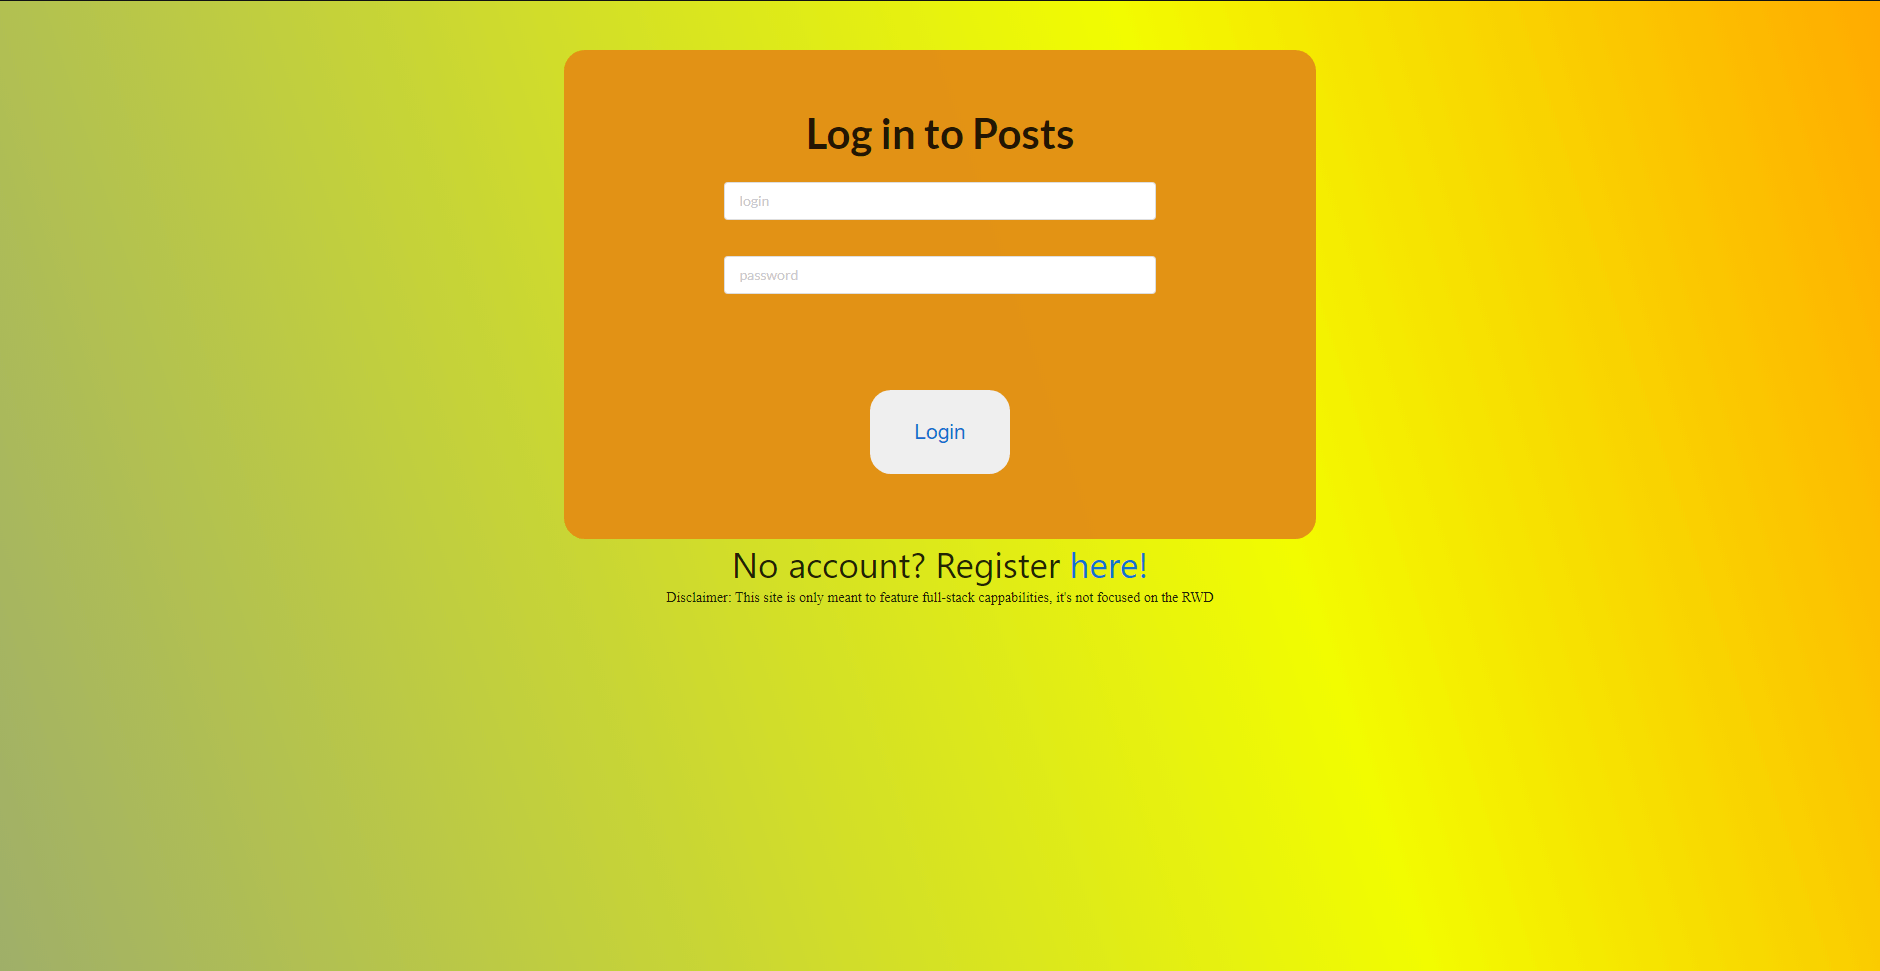 Log in to Posts
login
password
Login
No account? Register here!
Disclaimer: This site is only meant to feature full-stack cappabilities, it's not focused on the RWD